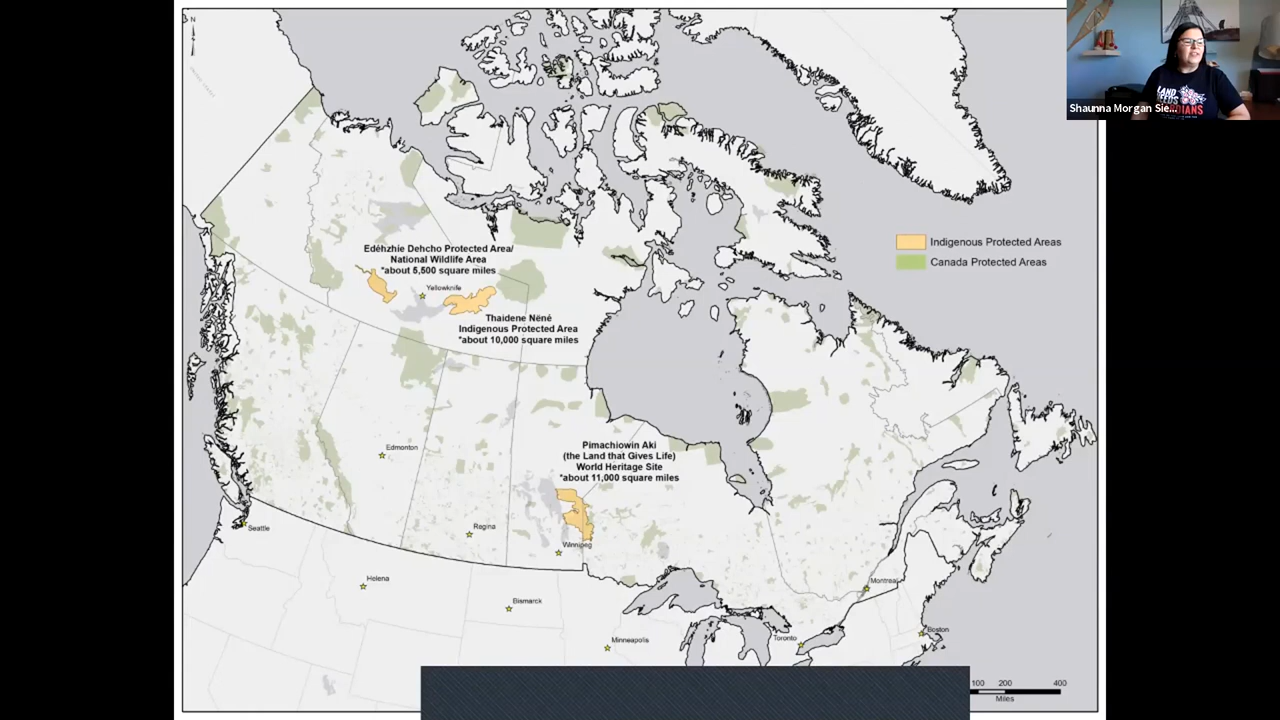 N
Shaunna Morgan Sie...
LAND
Indigenous Protected Areas
Canada Protected Areas
Edéhzhíe Dehcho Protected Area/
National Wildlife Area
*about 5,500 square miles
Yellowknife
Thaidene Nëné
Indigenous Protected Area
*about 10,000 square miles
Pimachiowin Aki
(the Land that Gives Life)
World Heritage Site
*about 11,000 square miles
Edmonton
Regina
Winnipeg
Seattle
Helena
Bismarck
Minneapolis
Montreal
Toronto
Boston
100 200 400
Miles